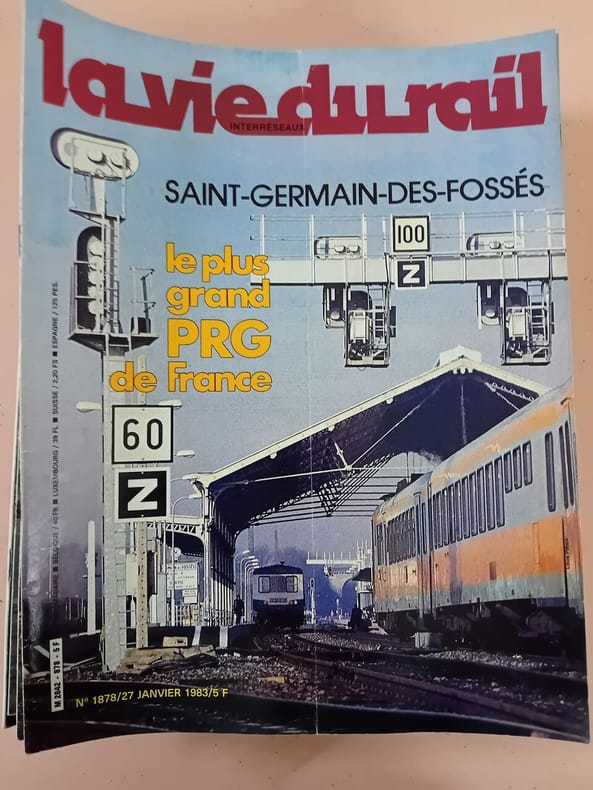 la vie du rail
INTERRÉSEAUX
SAINT-GERMAIN-DES-FOSSÉS
le plus
grand
PRG
de France
100
Z
60
Z
BELGIQUE / 40 FB ■ LUXEMBOURG / 39 FL ■ SUISSE / 2,20 FS ■ ESPAGNE / 125 PES.
M 2842 - 1878 - 5 F
N° 1878/27 JANVIER 1983/5 F